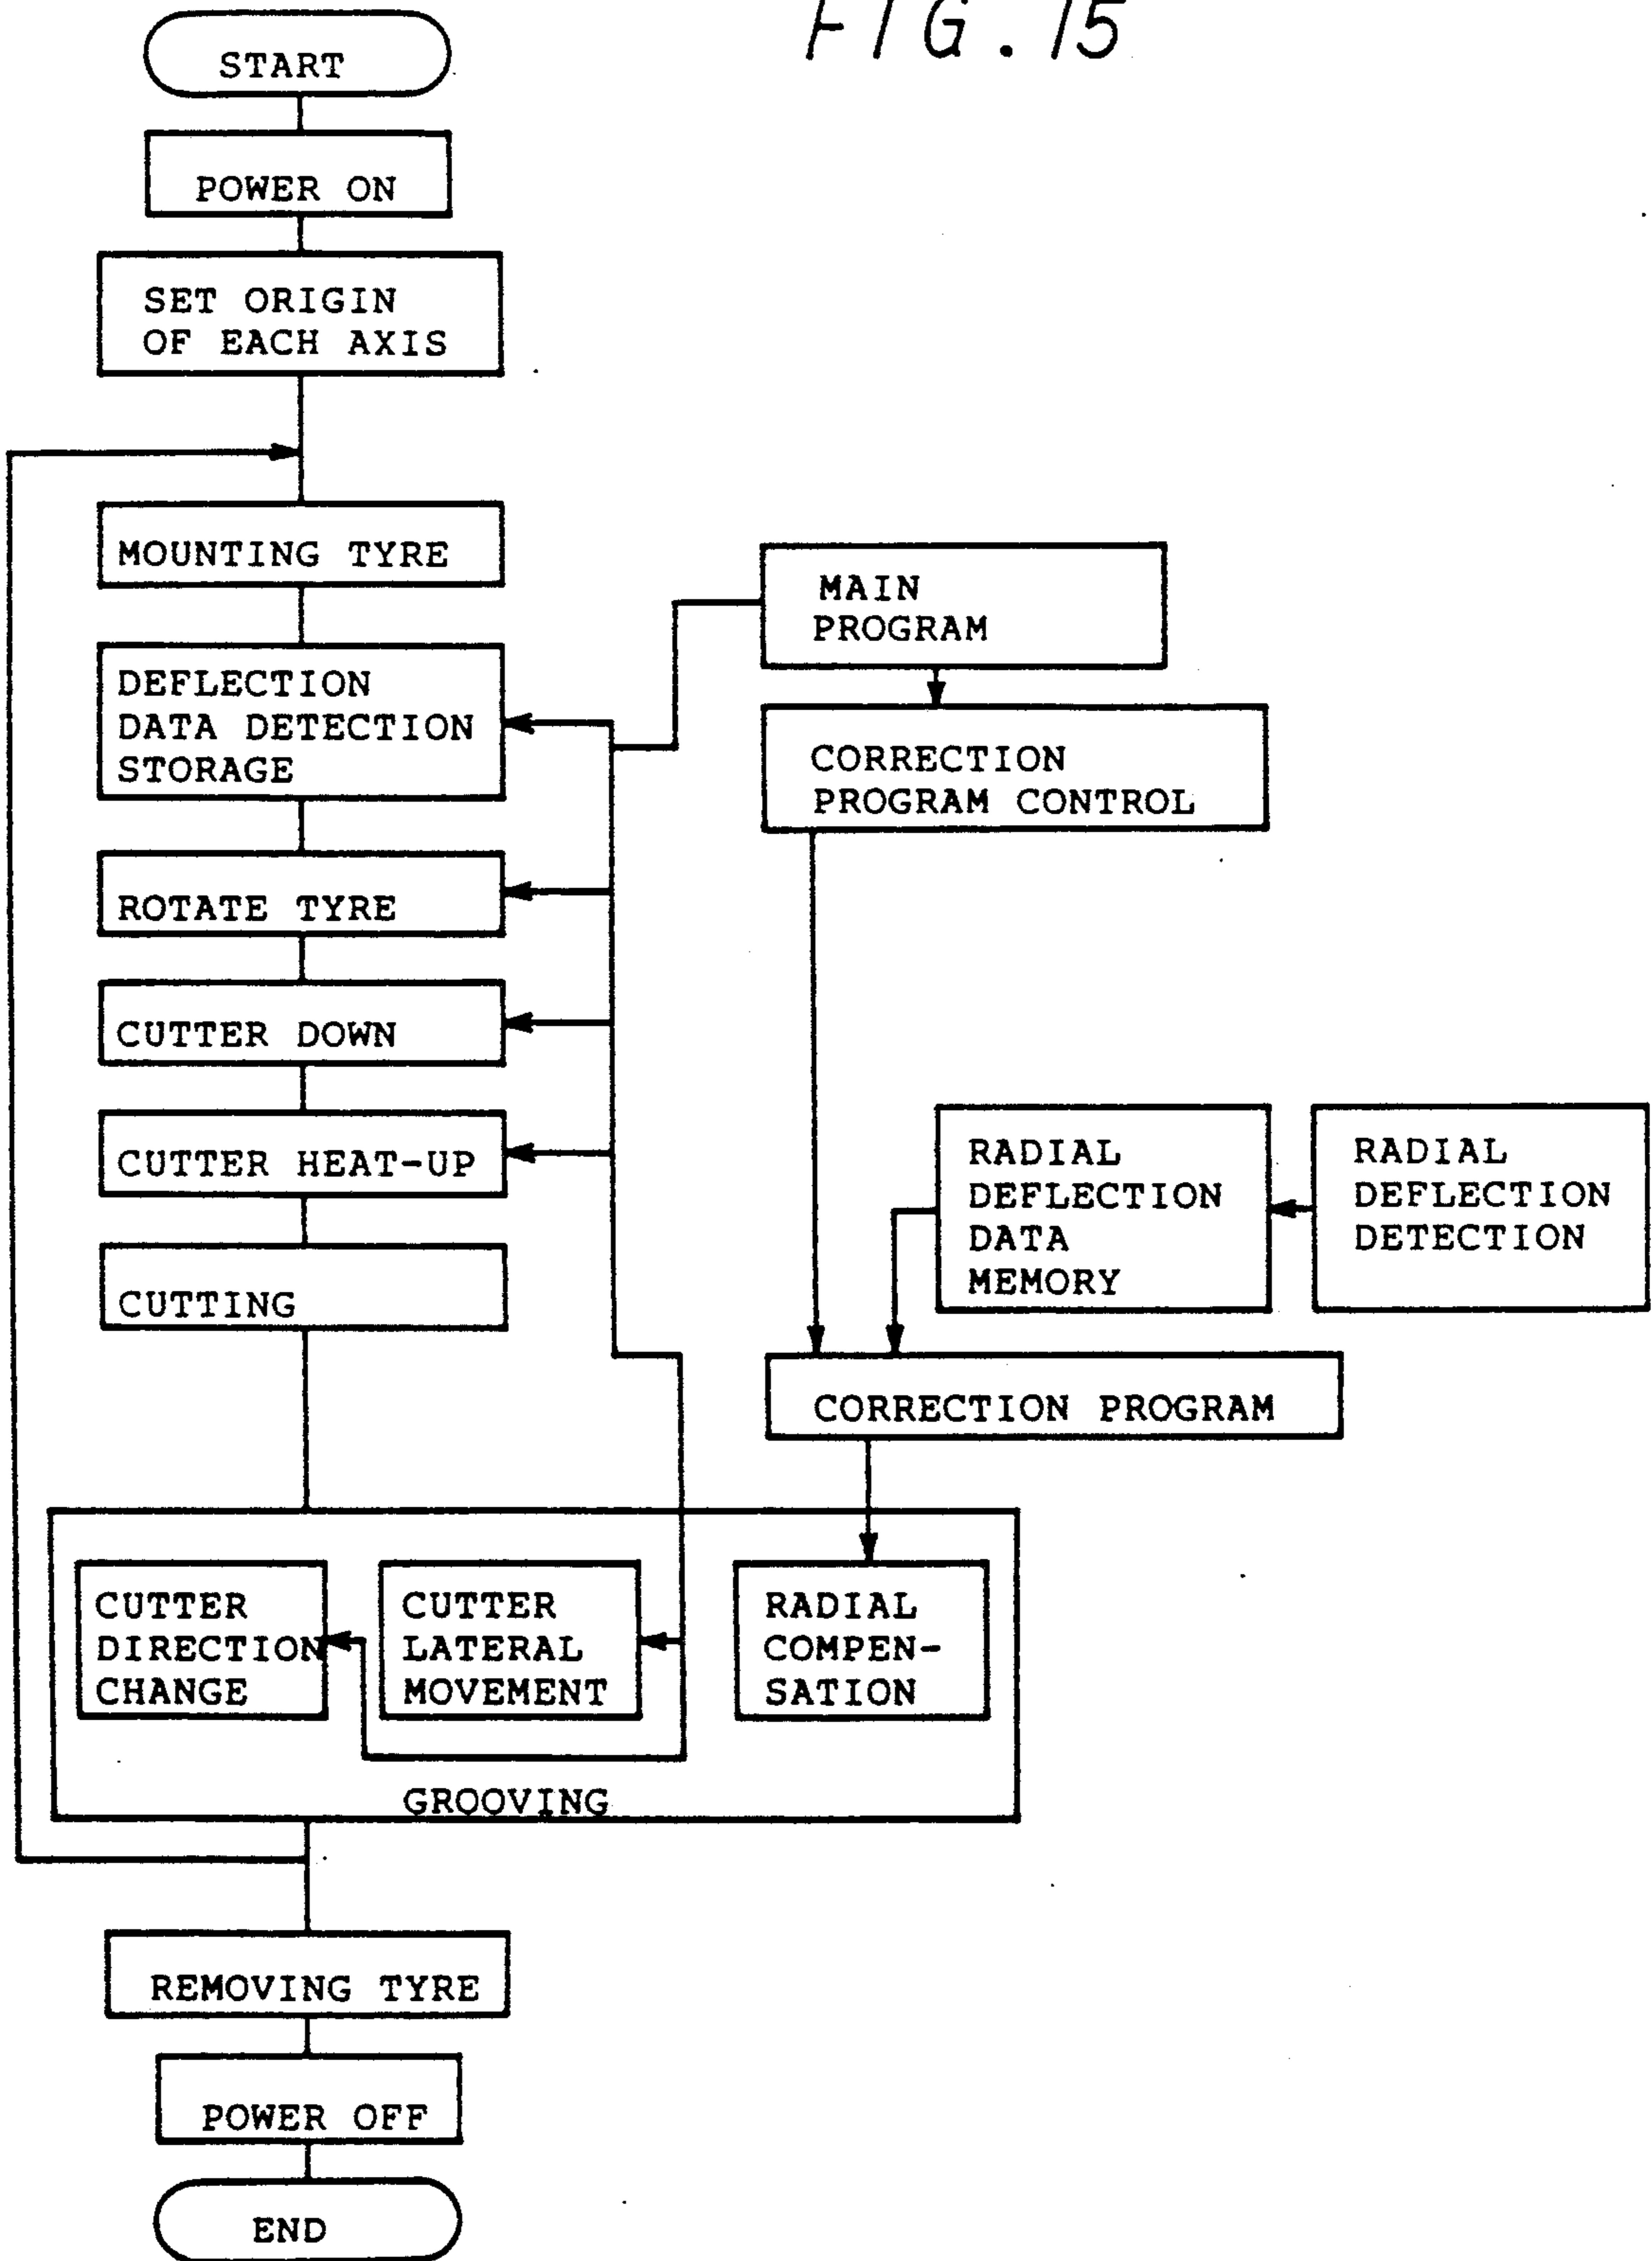 FIG. 15
START
POWER ON
SET ORIGIN
OF EACH AXIS
MOUNTING TYRE
DEFLECTION
DATA DETECTION
STORAGE
ROTATE TYRE
CUTTER DOWN
CUTTER HEAT-UP
CUTTING
MAIN
PROGRAM
CORRECTION
PROGRAM CONTROL
RADIAL
DEFLECTION
DATA
MEMORY
RADIAL
DEFLECTION
DETECTION
CORRECTION PROGRAM
CUTTER
DIRECTION
CHANGE
CUTTER
LATERAL
MOVEMENT
RADIAL
COMPEN-
SATION
GROOVING
REMOVING TYRE
POWER OFF
END